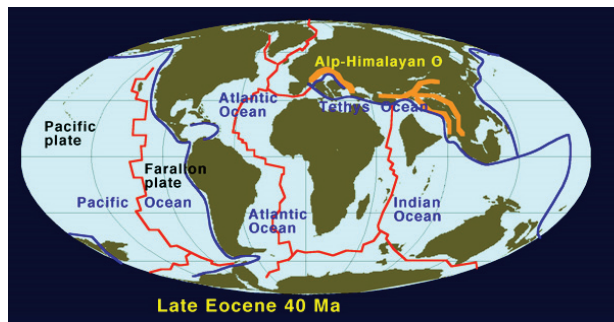 Alp-Himalayan O
Atlantic
Ocean
Tethys Ocean
Pacific
plate
Farallon
plate
Pacific Ocean
Atlantic
Ocean
Indian
Ocean
Late Eocene 40 Ma